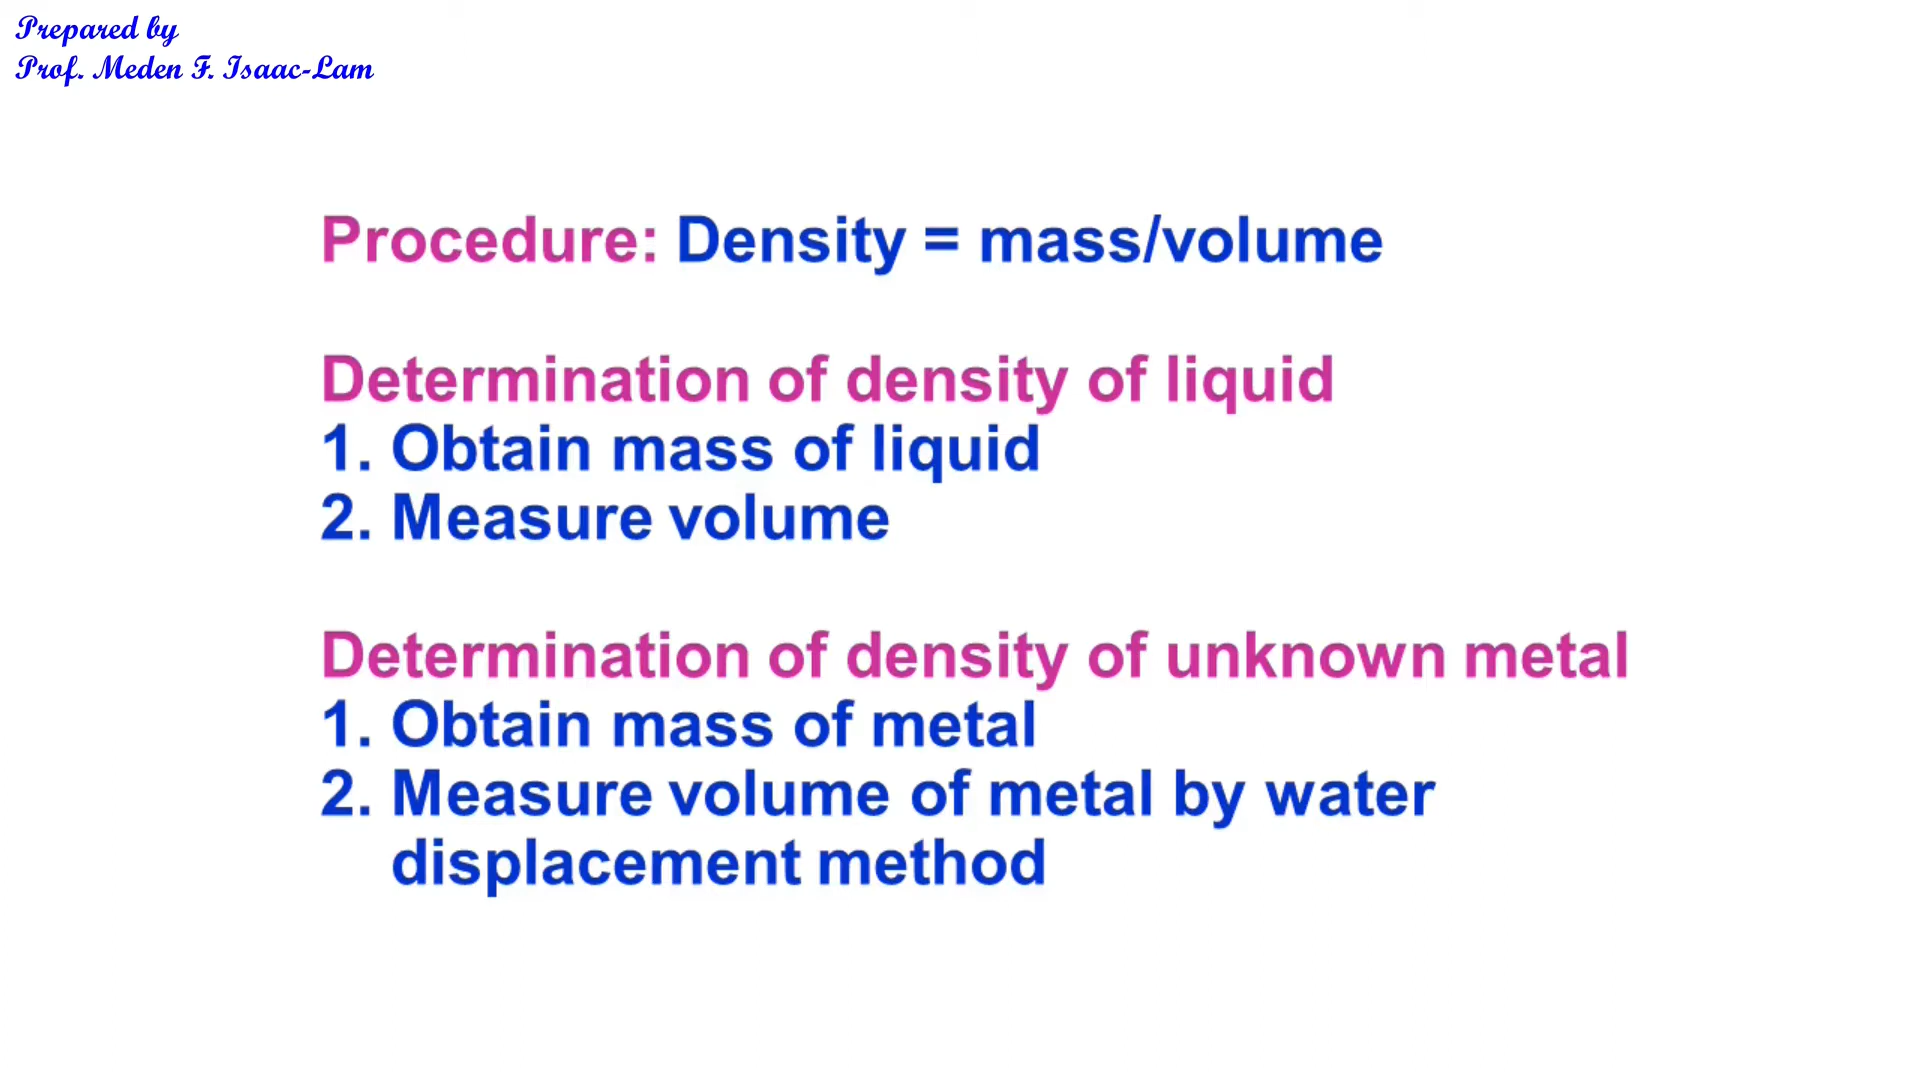 Prepared by
Prof. Meden F. Isaac-Lam
Procedure: Density = mass/volume
Determination of density of liquid
1. Obtain mass of liquid
2. Measure volume
Determination of density of unknown metal
1. Obtain mass of metal
2. Measure volume of metal by water
displacement method